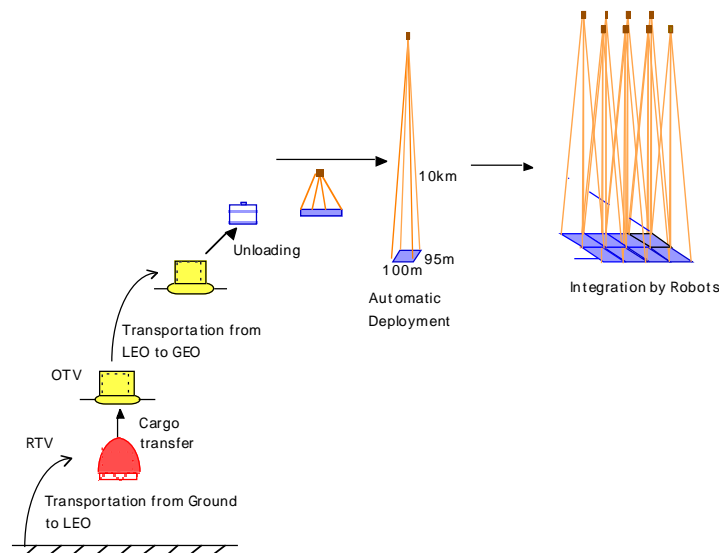 10km
95m
100m
Unloading
Automatic
Deployment
Integration by Robots
Transportation from
LEO to GEO
OTV
Cargo
transfer
RTV
Transportation from Ground
to LEO